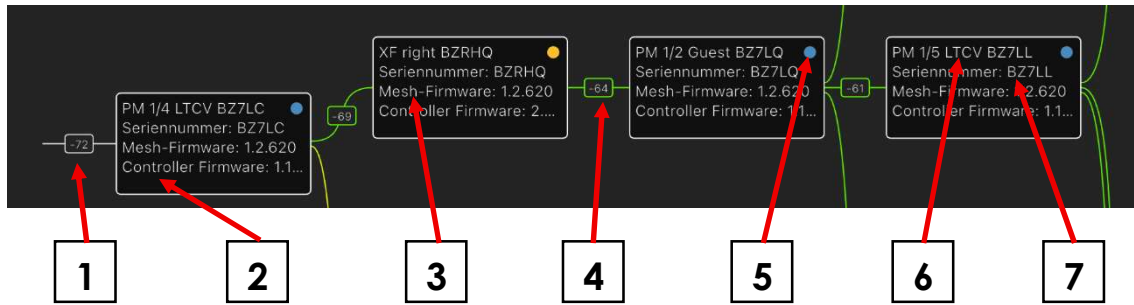 -72
PM 1/4 LTCV BZ7LC
Seriennummer: BZ7LC
Mesh-Firmware: 1.2.620
Controller Firmware: 1.1...
-69
XF right BZRHQ
Seriennummer: BZRHQ
Mesh-Firmware: 1.2.620
Controller Firmware: 2....
-64
PM 1/2 Guest BZ7LQ
Seriennummer: BZ7LQ
Mesh-Firmware: 1.2.620
Controller Firmware: 1.1...
-61
PM 1/5 LTCV BZ7LL
Seriennummer: BZ7LL
Mesh-Firmware: 1.2.620
Controller Firmware: 1.1...
1
2
3
4
5
6
7